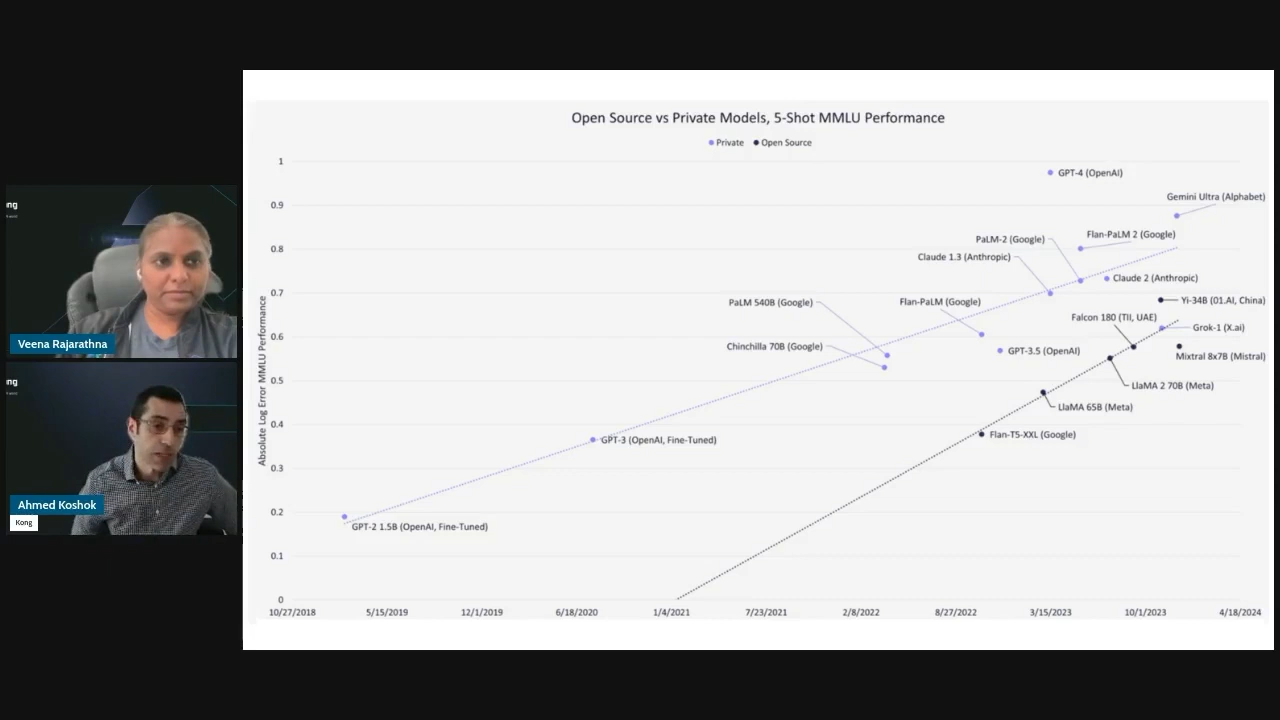 Open Source vs Private Models, 5-Shot MMLU Performance
Private Open Source
Absolute Log Error MMLU Performance
1
0.9
0.8
0.7
0.6
0.5
0.4
0.3
0.2
0.1
0
10/27/2018 5/15/2019 12/1/2019 6/18/2020 1/4/2021 7/23/2021 2/8/2022 8/27/2022 3/15/2023 10/1/2023 4/18/2024
GPT-4 (OpenAI)
Gemini Ultra (Alphabet)
Flan-PaLM 2 (Google)
PaLM-2 (Google)
Claude 1.3 (Anthropic)
Claude 2 (Anthropic)
PaLM 540B (Google)
Flan-PaLM (Google)
Yi-34B (01.AI, China)
Falcon 180 (TII, UAE)
Grok-1 (X.ai)
Chinchilla 70B (Google)
GPT-3.5 (OpenAI)
Mixtral 8x7B (Mistral)
LlaMA 2 70B (Meta)
LlaMA 65B (Meta)
Flan-T5-XXL (Google)
GPT-3 (OpenAI, Fine-Tuned)
GPT-2 1.5B (OpenAI, Fine-Tuned)
Veena Rajarathna
Ahmed Koshok
Kong